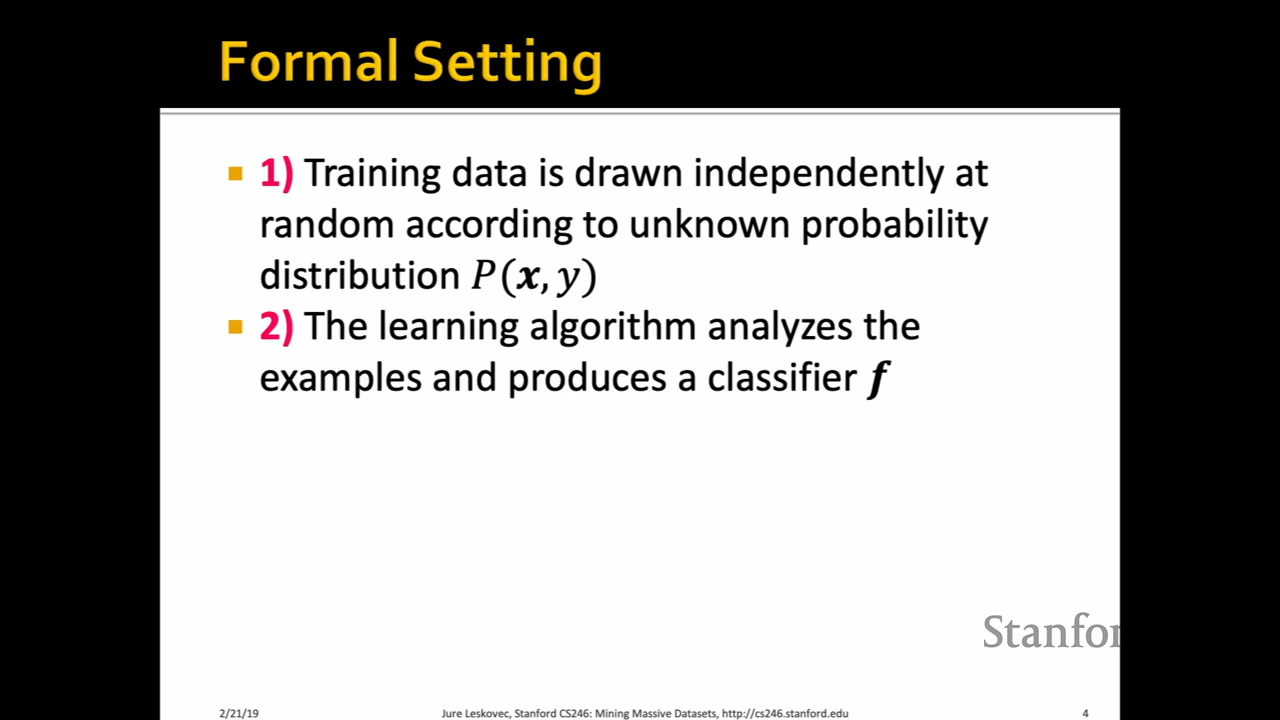 Formal Setting
1) Training data is drawn independently at
random according to unknown probability
distribution P(x, y)
2) The learning algorithm analyzes the
examples and produces a classifier f
Stanfor
2/21/19
Jure Leskovec, Stanford CS246: Mining Massive Datasets, http://cs246.stanford.edu
4